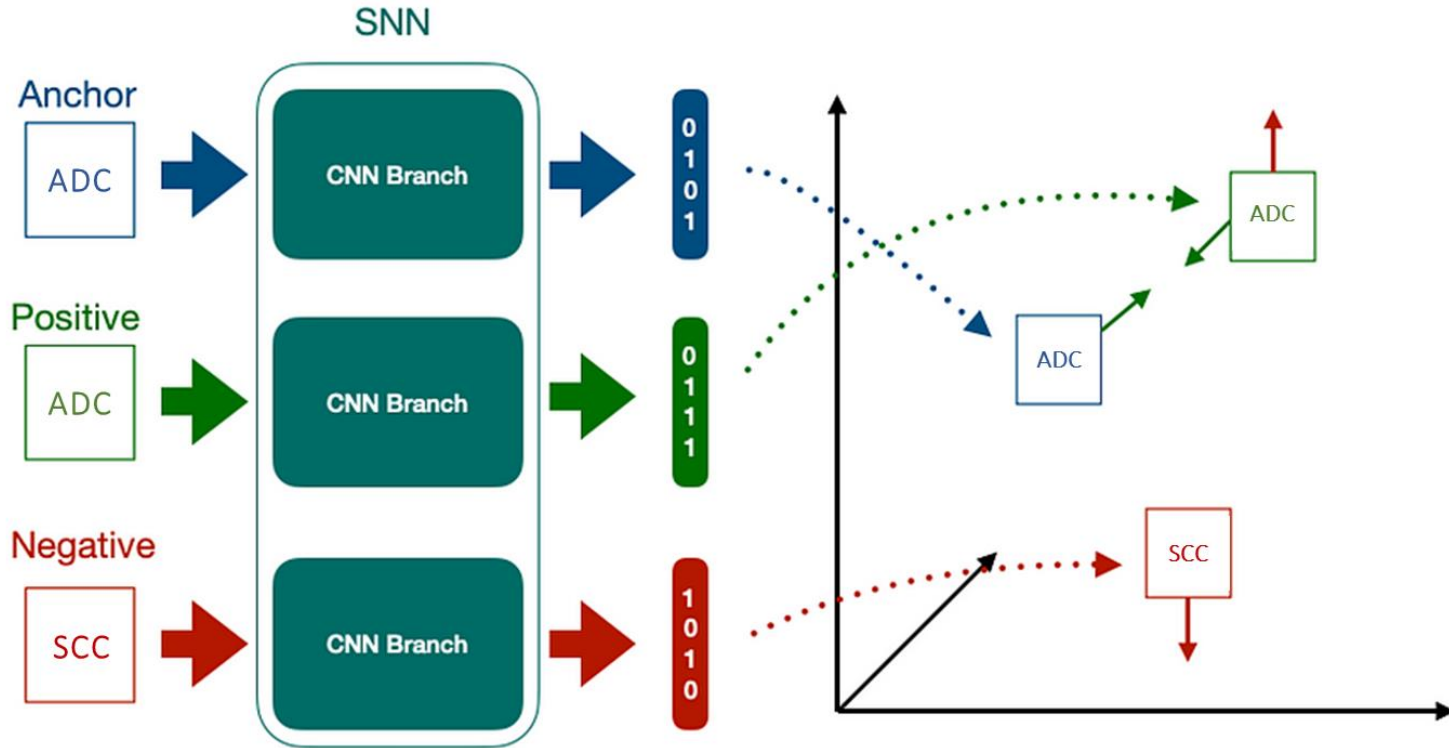 SNN
Anchor
ADC
CNN Branch
0
1
0
1
Positive
ADC
CNN Branch
0
1
1
1
Negative
SCC
CNN Branch
1
0
1
0
ADC
ADC
SCC